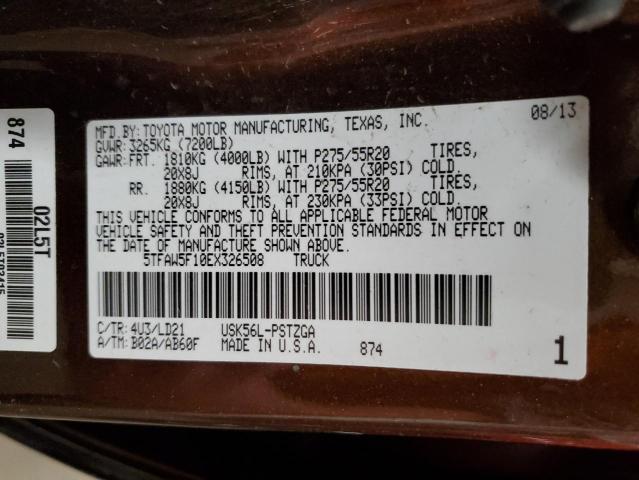 MFD.BY: TOYOTA MOTOR MANUFACTURING, TEXAS, INC. 08/13
GVWR: 3265KG (7200LB)
GAWR: FRT. 1810KG (4000LB) WITH P275/55R20 TIRES,
20X8J RIMS, AT 210KPA (30PSI) COLD.
RR. 1880KG (4150LB) WITH P275/55R20 TIRES,
20X8J RIMS, AT 230KPA (33PSI) COLD.
THIS VEHICLE CONFORMS TO ALL APPLICABLE FEDERAL MOTOR
VEHICLE SAFETY AND THEFT PREVENTION STANDARDS IN EFFECT ON
THE DATE OF MANUFACTURE SHOWN ABOVE.
5TFAW5F10EX326508 TRUCK
C/TR: 4U3/LD21 USK56L-PSTZGA
A/TM: B02A/AB60F MADE IN U.S.A. 874 1
874
02L5T